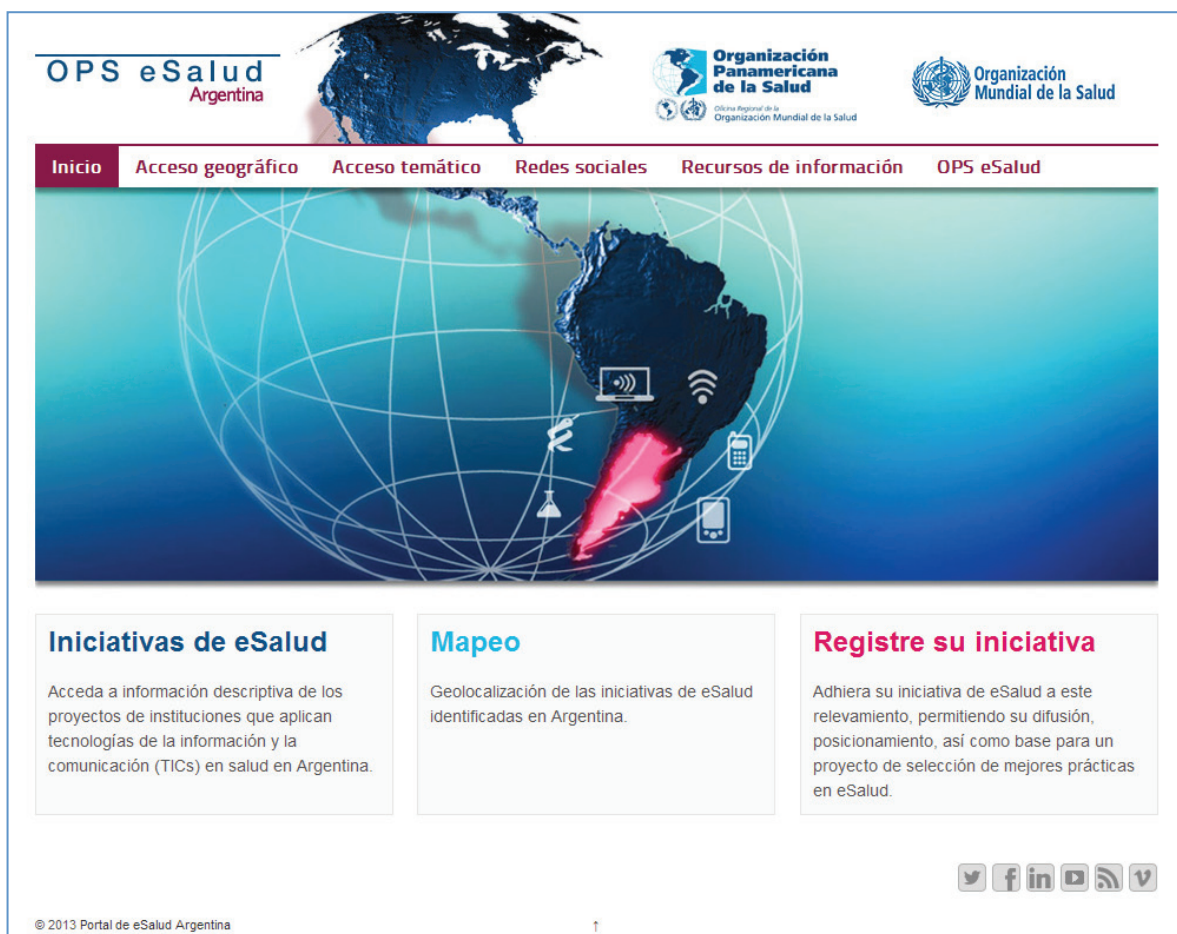 OPS eSalud
Argentina
Organización
Panamericana
de la Salud
Oficina Regional de la
Organización Mundial de la Salud
Organización
Mundial de la Salud
Inicio Acceso geográfico Acceso temático Redes sociales Recursos de información OPS eSalud
Iniciativas de eSalud
Acceda a información descriptiva de los
proyectos de instituciones que aplican
tecnologías de la información y la
comunicación (TICs) en salud en Argentina.
Mapeo
Geolocalización de las iniciativas de eSalud
identificadas en Argentina.
Registre su iniciativa
Adhiera su iniciativa de eSalud a este
relevamiento, permitiendo su difusión,
posicionamiento, así como base para un
proyecto de selección de mejores prácticas
en eSalud.
© 2013 Portal de eSalud Argentina